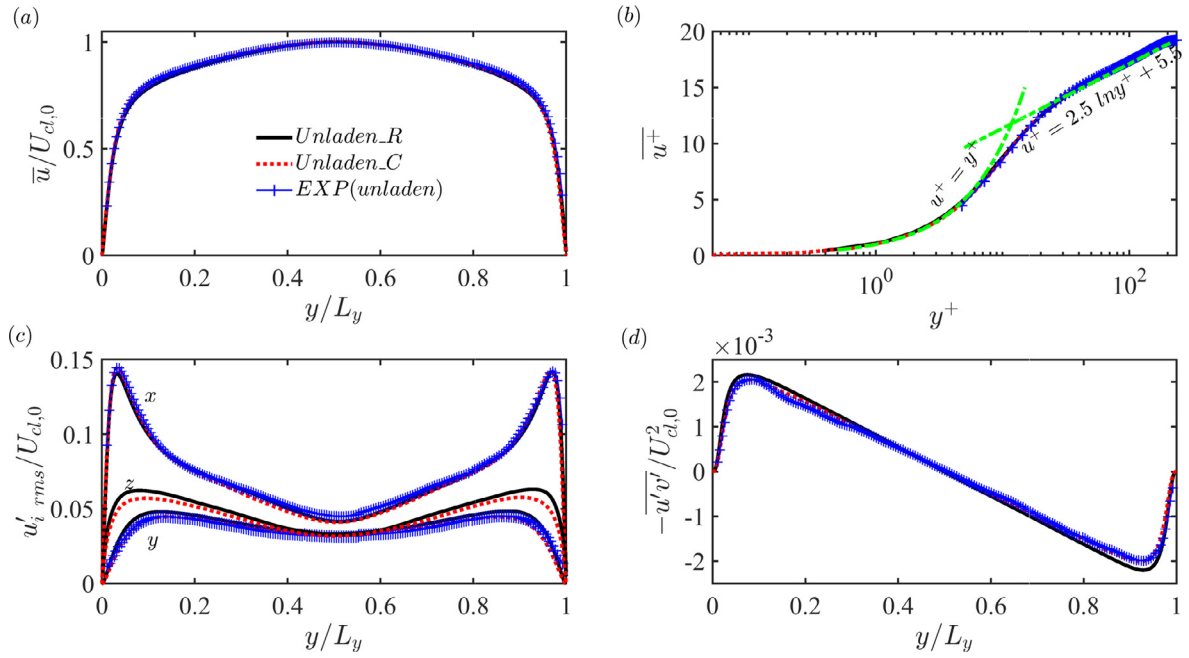 (a)
1
0.5
0
u̅/U_{cl,0}
Unladen_R
Unladen_C
EXP(unladen)
0 0.2 0.4 0.6 0.8 1
y/L_y
(b)
20
15
10
5
0
u̅⁺
u⁺ = y⁺
u⁺ = 2.5 lny⁺ + 5.5
10⁰ 10²
y⁺
(c)
0.15
0.1
0.05
0
u'_{i rms}/U_{cl,0}
x
z
y
0 0.2 0.4 0.6 0.8 1
y/L_y
(d)
×10⁻³
2
1
0
-1
-2
−\overline{u'v'}/U²_{cl,0}
0 0.2 0.4 0.6 0.8 1
y/L_y